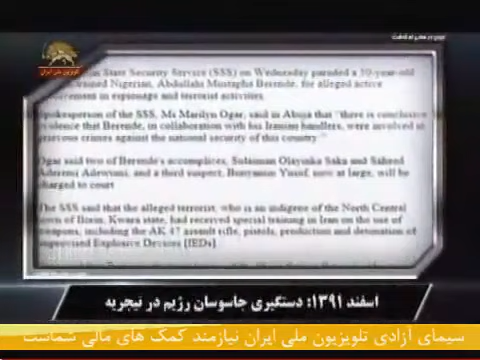 تلویزیون ملی ایران
State Security Service (SSS) on Wednesday paraded a 50-year-old
trained Nigerian, Abdullahi Mustapha Berende, for alleged active
in espionage and terrorist activities.
spokesperson of the SSS, Ms Marilyn Ogar, said in Abuja that "there is conclusive
evidence that Berende, in collaboration with his Iranian handlers, were involved in
grievous crimes against the national security of this country"
Ogar said two of Berende's accomplices, Sulaiman Olayinka Saka and Saheed
Aderemi Adewumi, and a third suspect, Bunyamin Yusuf, now at large, will be
charged to court
The SSS said that the alleged terrorist, who is an indigene of the North Central
town of Ilorin, Kwara state, had received special training in Iran on the use of
weapons, including the AK 47 assault rifle, pistols, production and detonation of
Improvised Explosive Devices [IEDs]
اسفند ۱۳۹۱: دستگیری جاسوسان رژیم در نیجریه
سیمای آزادی تلویزیون ملی ایران نیازمند کمک های مالی شماست